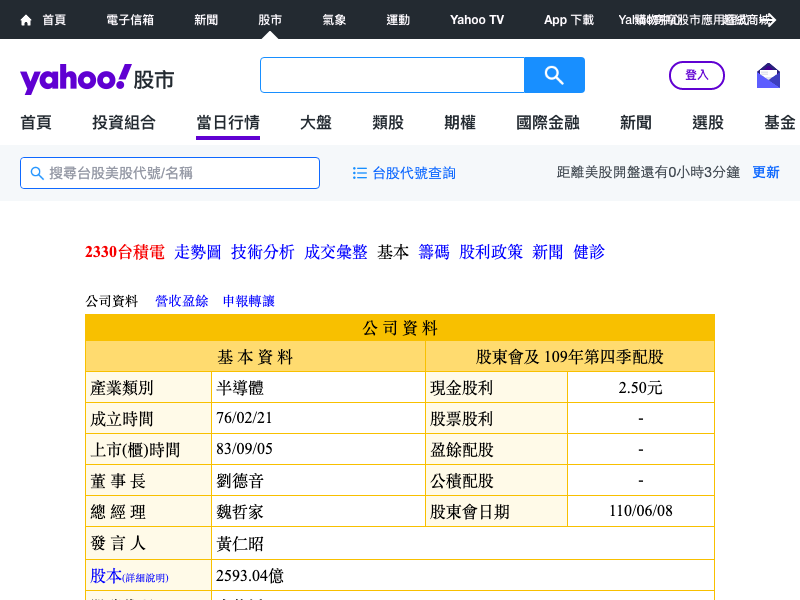 首頁 電子信箱 新聞 股市 氣象 運動 Yahoo TV App 下載
yahoo!股市 登入
首頁 投資組合 當日行情 大盤 類股 期權 國際金融 新聞 選股 基金
搜尋台股美股代號/名稱 台股代號查詢 距離美股開盤還有0小時3分鐘 更新
2330台積電 走勢圖 技術分析 成交彙整 基本 籌碼 股利政策 新聞 健診
公司資料 營收盈餘 申報轉讓
公 司 資 料
基 本 資 料 股東會及 109年第四季配股
產業類別 半導體 現金股利 2.50元
成立時間 76/02/21 股票股利 -
上市(櫃)時間 83/09/05 盈餘配股 -
董 事 長 劉德音 公積配股 -
總 經 理 魏哲家 股東會日期 110/06/08
發 言 人 黃仁昭
股本(詳細說明) 2593.04億